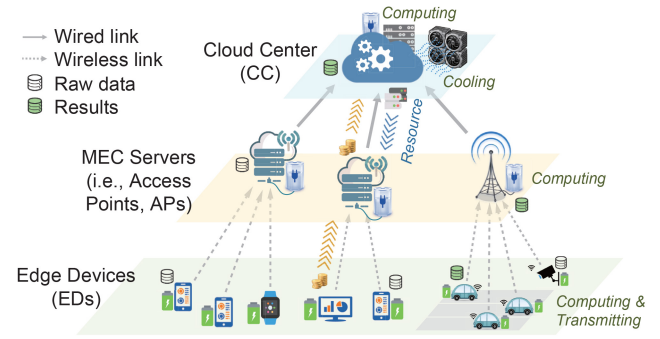 Computing
Wired link
Wireless link
Raw data
Results
Cloud Center
(CC)
Cooling
Resource
MEC Servers
(i.e., Access
Points, APs)
Computing
Edge Devices
(EDs)
Computing &
Transmitting